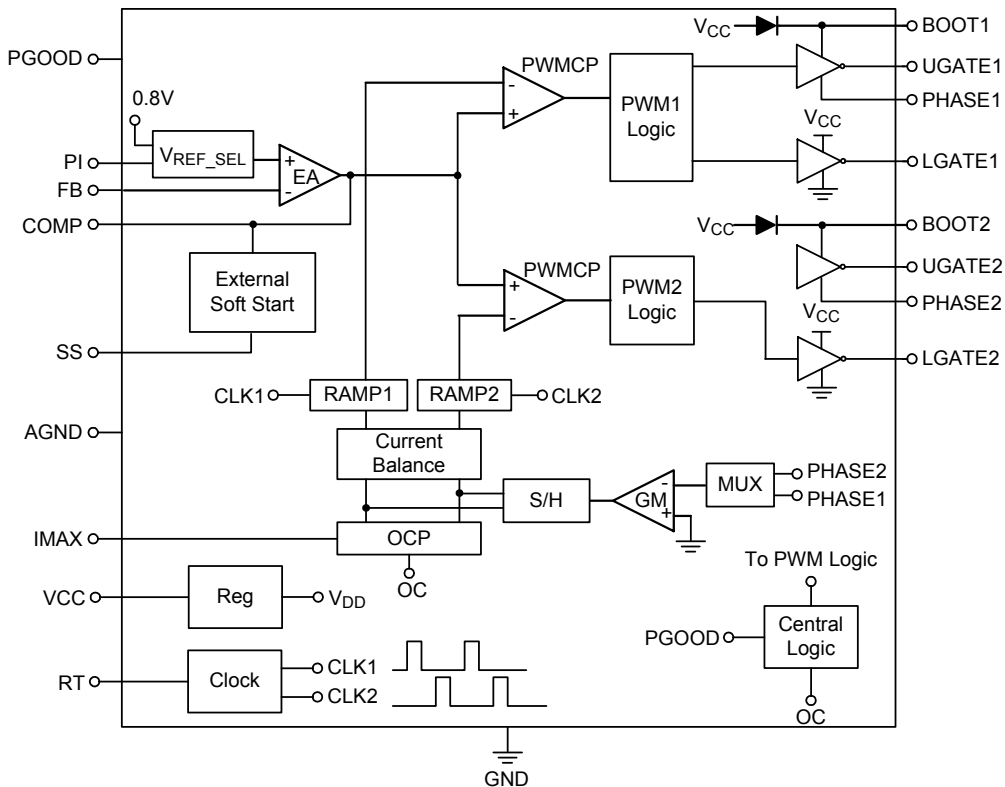 VCC
BOOT1
PGOOD
UGATE1
PWMCP
PHASE1
0.8V
-
+
PWM1
Logic
VCC
PI
VREF_SEL
+
EA
-
LGATE1
FB
COMP
VCC
BOOT2
External
Soft Start
PWMCP
UGATE2
+
-
PWM2
Logic
PHASE2
VCC
SS
LGATE2
CLK1
RAMP1
RAMP2
CLK2
AGND
Current
Balance
S/H
GM
-
+
MUX
PHASE2
PHASE1
IMAX
OCP
OC
To PWM Logic
VCC
Reg
VDD
PGOOD
Central
Logic
RT
Clock
CLK1
CLK2
OC
GND